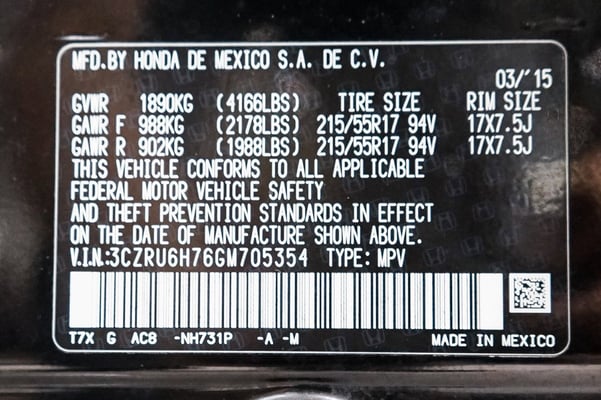 MFD.BY HONDA DE MEXICO S.A. DE C.V.
03/'15
GVWR 1890KG (4166LBS) TIRE SIZE RIM SIZE
GAWR F 988KG (2178LBS) 215/55R17 94V 17X7.5J
GAWR R 902KG (1988LBS) 215/55R17 94V 17X7.5J
THIS VEHICLE CONFORMS TO ALL APPLICABLE
FEDERAL MOTOR VEHICLE SAFETY
AND THEFT PREVENTION STANDARDS IN EFFECT
ON THE DATE OF MANUFACTURE SHOWN ABOVE.
V.I.N.:3CZRU6H76GM705354 TYPE: MPV
T7X G AC8 -NH731P -A -M MADE IN MEXICO